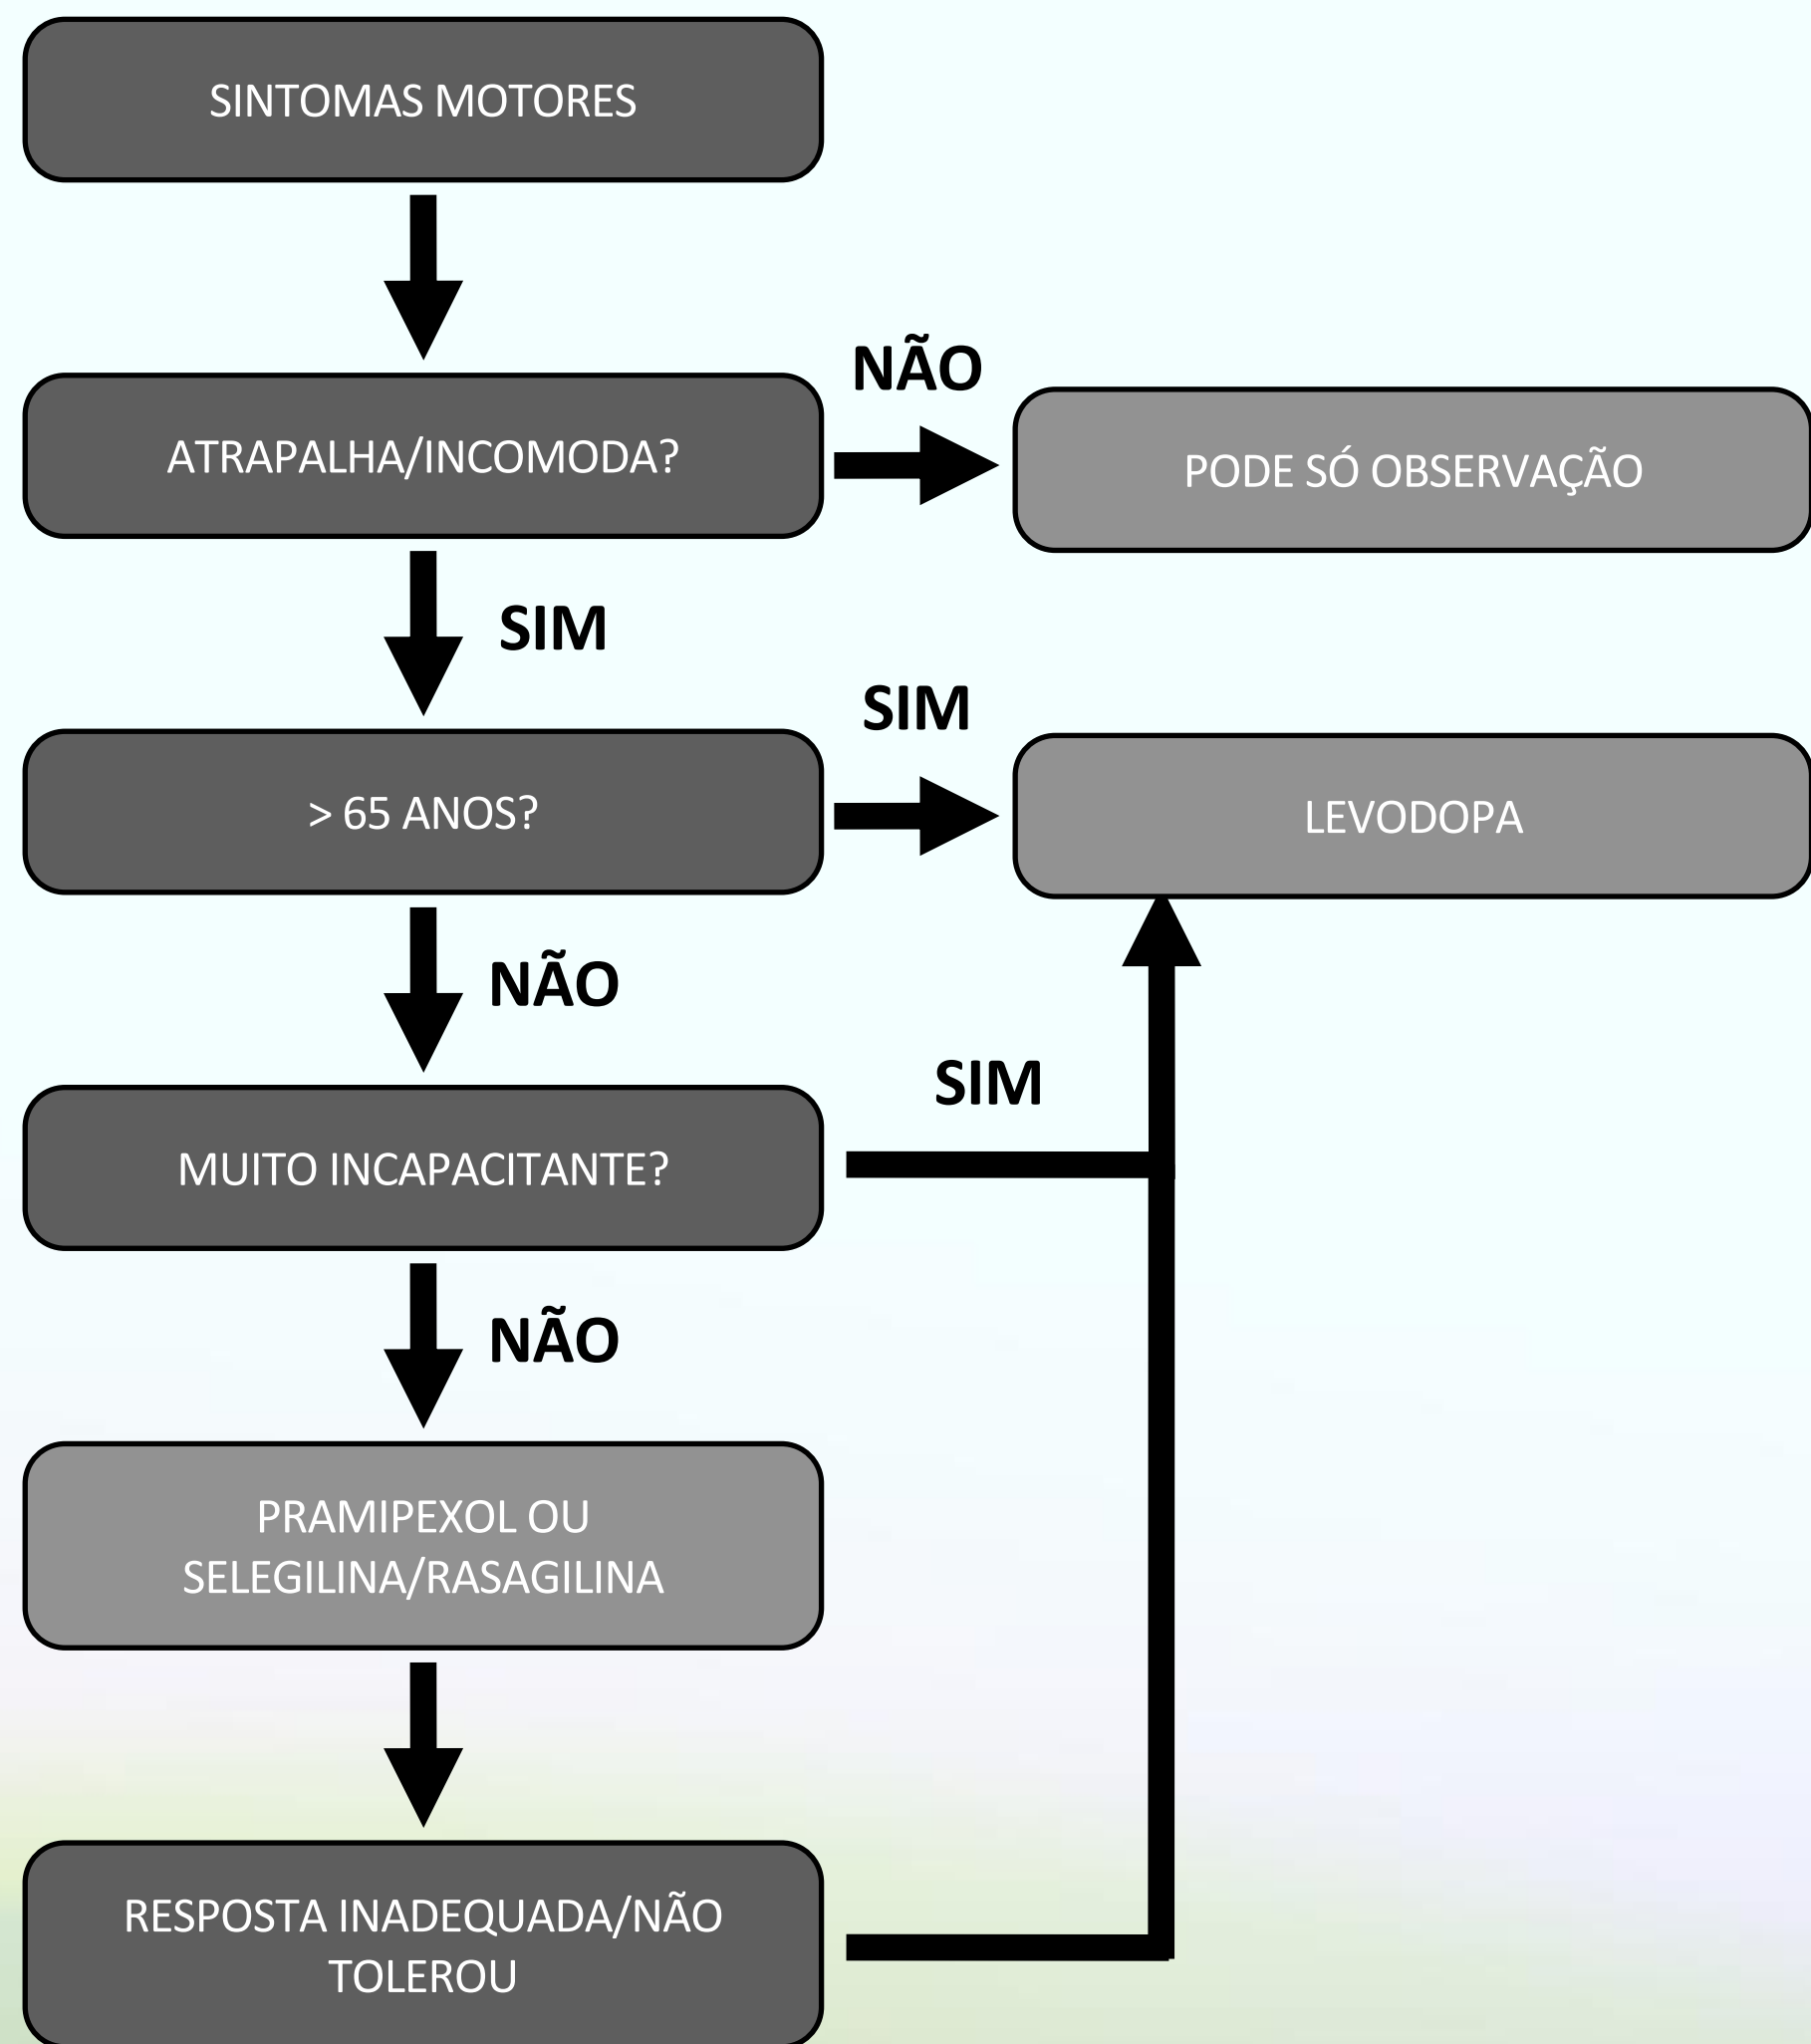 SINTOMAS MOTORES
NÃO
ATRAPALHA/INCOMODA?
PODE SÓ OBSERVAÇÃO
SIM
SIM
> 65 ANOS?
LEVODOPA
NÃO
SIM
MUITO INCAPACITANTE?
NÃO
PRAMIPEXOL OU
SELEGILINA/RASAGILINA
RESPOSTA INADEQUADA/NÃO
TOLEROU